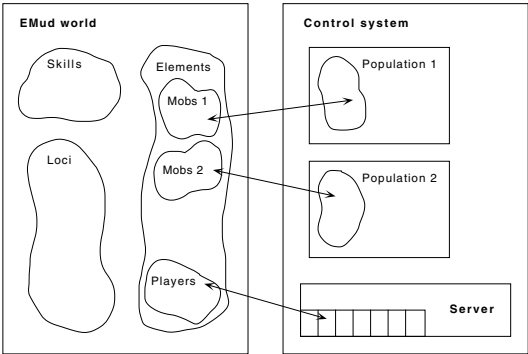 EMud world
Skills
Elements
Mobs 1
Loci
Mobs 2
Players
Control system
Population 1
Population 2
Server